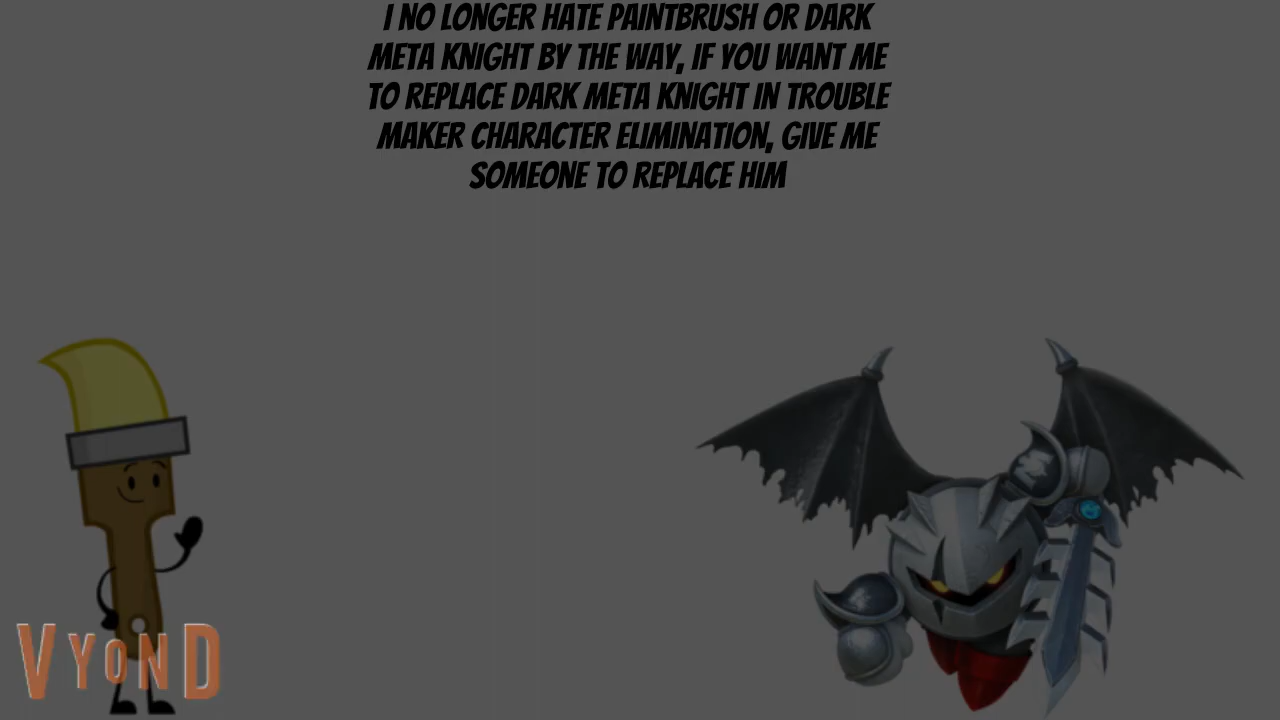 I NO LONGER HATE PAINTBRUSH OR DARK
META KNIGHT BY THE WAY, IF YOU WANT ME
TO REPLACE DARK META KNIGHT IN TROUBLE
MAKER CHARACTER ELIMINATION, GIVE ME
SOMEONE TO REPLACE HIM
VYOND